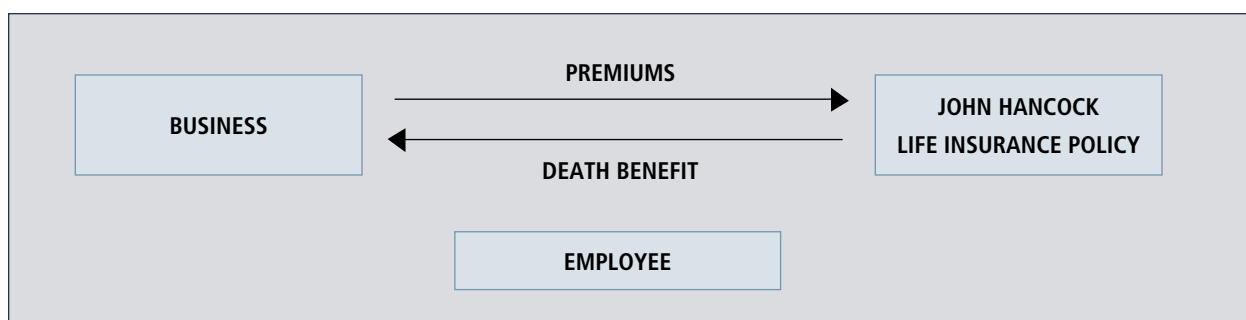 PREMIUMS
BUSINESS
JOHN HANCOCK
LIFE INSURANCE POLICY
DEATH BENEFIT
EMPLOYEE